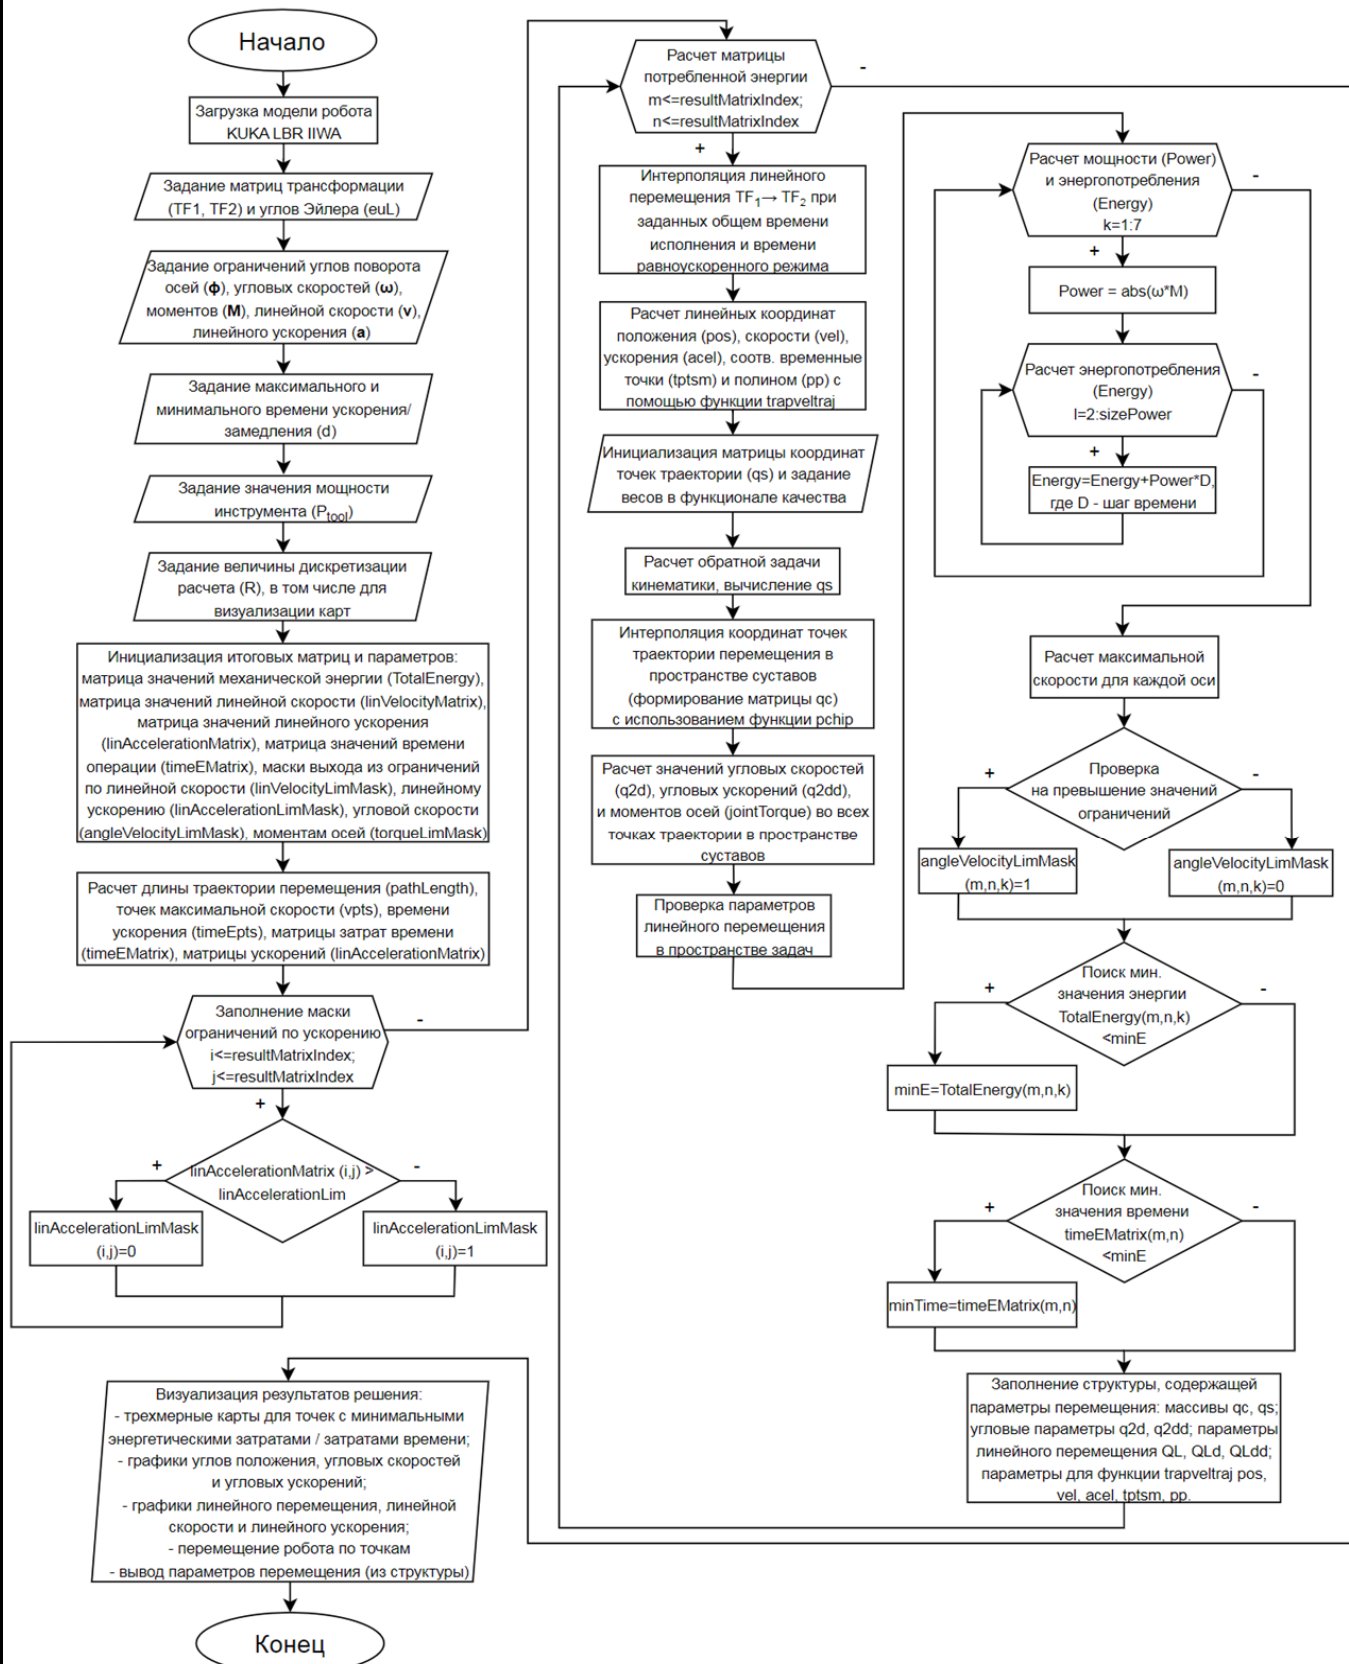 Начало
Загрузка модели робота
KUKA LBR IIWA
Задание матриц трансформации
(TF1, TF2) и углов Эйлера (euL)
Задание ограничений углов поворота
осей (ϕ), угловых скоростей (ω),
моментов (M), линейной скорости (v),
линейного ускорения (a)
Задание максимального и
минимального времени ускорения/
замедления (d)
Задание значения мощности
инструмента (Ptool)
Задание величины дискретизации
расчета (R), в том числе для
визуализации карт
Инициализация итоговых матриц и параметров:
матрица значений механической энергии (TotalEnergy),
матрица значений линейной скорости (linVelocityMatrix),
матрица значений линейного ускорения
(linAccelerationMatrix), матрица значений времени
операции (timeEMatrix), маски выхода из ограничений
по линейной скорости (linVelocityLimMask), линейному
ускорению (linAccelerationLimMask), угловой скорости
(angleVelocityLimMask), моментам осей (torqueLimMask)
Расчет длины траектории перемещения (pathLength),
точек максимальной скорости (vpts), времени
ускорения (timeEpts), матрицы затрат времени
(timeEMatrix), матрицы ускорений (linAccelerationMatrix)
Заполнение маски
ограничений по ускорению
i<=resultMatrixIndex;
j<=resultMatrixIndex
-
+
linAccelerationMatrix (i,j) >
linAccelerationLim
+
-
linAccelerationLimMask
(i,j)=0
linAccelerationLimMask
(i,j)=1
Расчет матрицы
потребленной энергии
m<=resultMatrixIndex;
n<=resultMatrixIndex
-
+
Интерполяция линейного
перемещения TF1→ TF2 при
заданных общем времени
исполнения и времени
равноускоренного режима
Расчет линейных координат
положения (pos), скорости (vel),
ускорения (acel), соотв. временные
точки (tptsm) и полином (pp) с
помощью функции trapveltraj
Инициализация матрицы координат
точек траектории (qs) и задание
весов в функционале качества
Расчет обратной задачи
кинематики, вычисление qs
Интерполяция координат точек
траектории перемещения в
пространстве суставов
(формирование матрицы qc)
с использованием функции pchip
Расчет значений угловых скоростей
(q2d), угловых ускорений (q2dd),
и моментов осей (jointTorque) во всех
точках траектории в пространстве
суставов
Проверка параметров
линейного перемещения
в пространстве задач
Расчет мощности (Power)
и энергопотребления
(Energy)
k=1:7
-
+
Power = abs(ω*M)
Расчет энергопотребления
(Energy)
l=2:sizePower
-
+
Energy=Energy+Power*D,
где D - шаг времени
Расчет максимальной
скорости для каждой оси
Проверка
на превышение значений
ограничений
+
-
angleVelocityLimMask
(m,n,k)=1
angleVelocityLimMask
(m,n,k)=0
Поиск мин.
значения энергии
TotalEnergy(m,n,k)
<minE
+
-
minE=TotalEnergy(m,n,k)
Поиск мин.
значения времени
timeEMatrix(m,n)
<minE
+
-
minTime=timeEMatrix(m,n)
Заполнение структуры, содержащей
параметры перемещения: массивы qc, qs;
угловые параметры q2d, q2dd; параметры
линейного перемещения QL, QLd, QLdd;
параметры для функции trapveltraj pos,
vel, acel, tptsm, pp.
Визуализация результатов решения:
- трехмерные карты для точек с минимальными
энергетическими затратами / затратами времени;
- графики углов положения, угловых скоростей
и угловых ускорений;
- графики линейного перемещения, линейной
скорости и линейного ускорения;
- перемещение робота по точкам
- вывод параметров перемещения (из структуры)
Конец